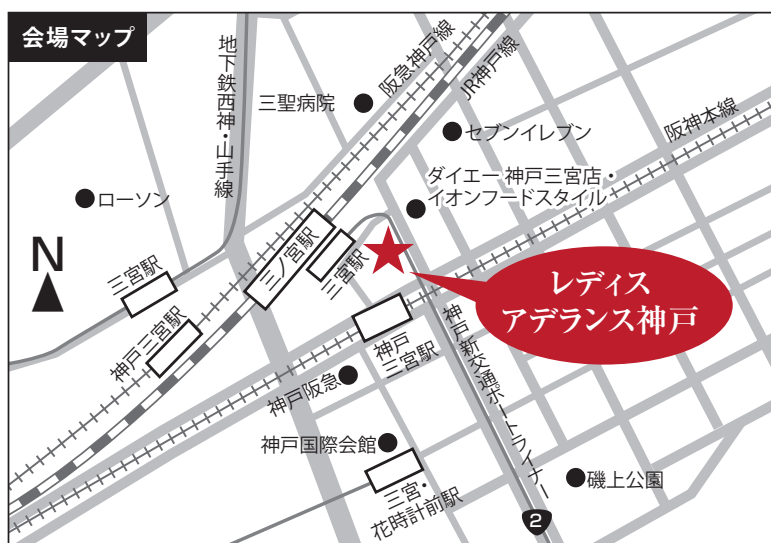 会場マップ
地下鉄西神・山手線
阪急神戸線
JR神戸線
三聖病院
セブンイレブン
阪神本線
ローソン
ダイエー 神戸三宮店・
イオンフードスタイル
N
三宮駅
三ノ宮駅
三宮駅
レディス
アデランス神戸
神戸三宮駅
神戸
三宮駅
神戸新交通ポートライナー
神戸阪急
神戸国際会館
三宮・
花時計前駅
磯上公園
2